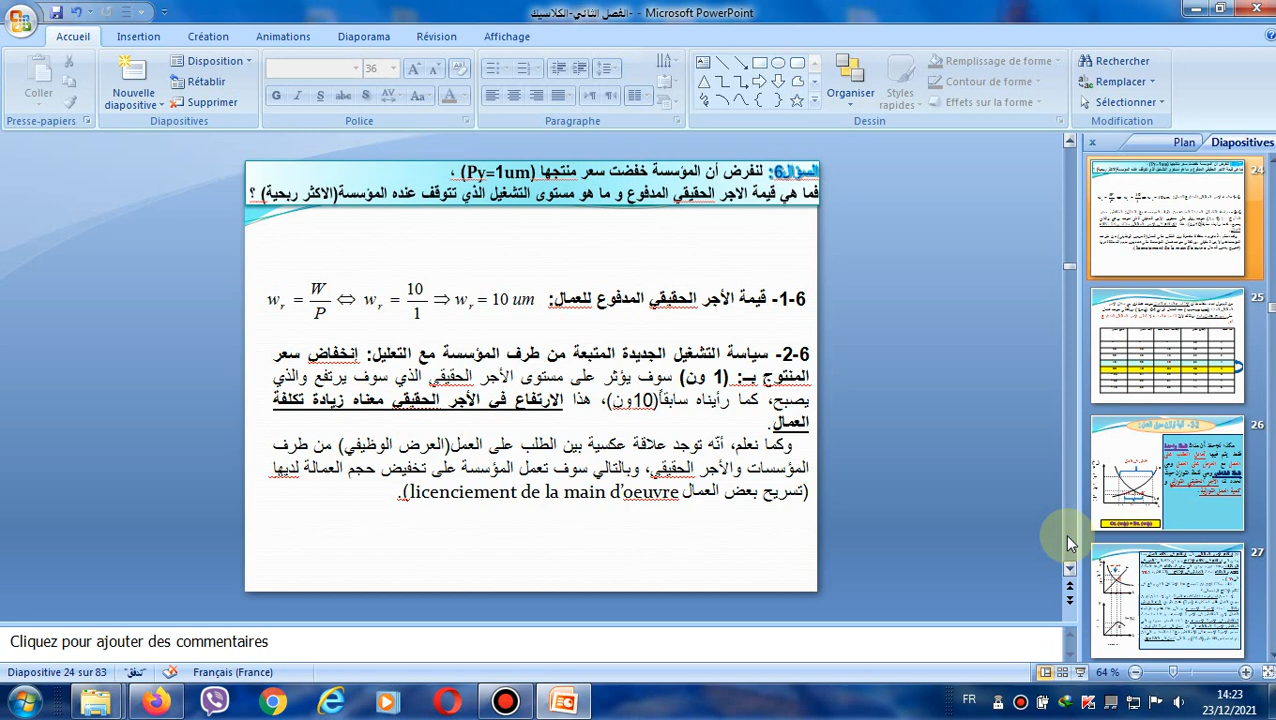 -الفصل الثاني-الكلاسيك - Microsoft PowerPoint
Accueil Insertion Création Animations Diaporama Révision Affichage
Coller
Presse-papiers
Nouvelle diapositive
Disposition
Rétablir
Supprimer
Diapositives
36
G I S abc S AV Aa A
Police
Paragraphe
Organiser
Styles rapides
Remplissage de forme
Contour de forme
Effets sur la forme
Dessin
Rechercher
Remplacer
Sélectionner
Modification
السؤال6: لنفرض أن المؤسسة خفضت سعر منتجها (Py=1um) ،
فما هي قيمة الاجر الحقيقي المدفوع و ما هو مستوى التشغيل الذي تتوقف عنده المؤسسة(الاكثر ربحية) ؟
6-1- قيمة الأجر الحقيقي المدفوع للعمال: w_r = W/P ⇔ w_r = 10/1 ⇒ w_r = 10 um
6-2- سياسة التشغيل الجديدة المتبعة من طرف المؤسسة مع التعليل: إنخفاض سعر
المنتوج بـ: (1 ون) سوف يؤثر على مستوى الأجر الحقيقي الذي سوف يرتفع والذي
يصبح، كما رأيناه سابقاً(10ون)، هذا الارتفاع في الأجر الحقيقي معناه زيادة تكلفة
العمال.
وكما نعلم، أنّه توجد علاقة عكسية بين الطلب على العمل(العرض الوظيفي) من طرف
المؤسسات والأجر الحقيقي، وبالتالي سوف تعمل المؤسسة على تخفيض حجم العمالة لديها
(تسريح بعض العمال licenciement de la main d'oeuvre).
Plan Diapositives
24
25
26
27
Cliquez pour ajouter des commentaires
Diapositive 24 sur 83 "تدفق" Français (France) 64 %
FR 14:23
23/12/2021